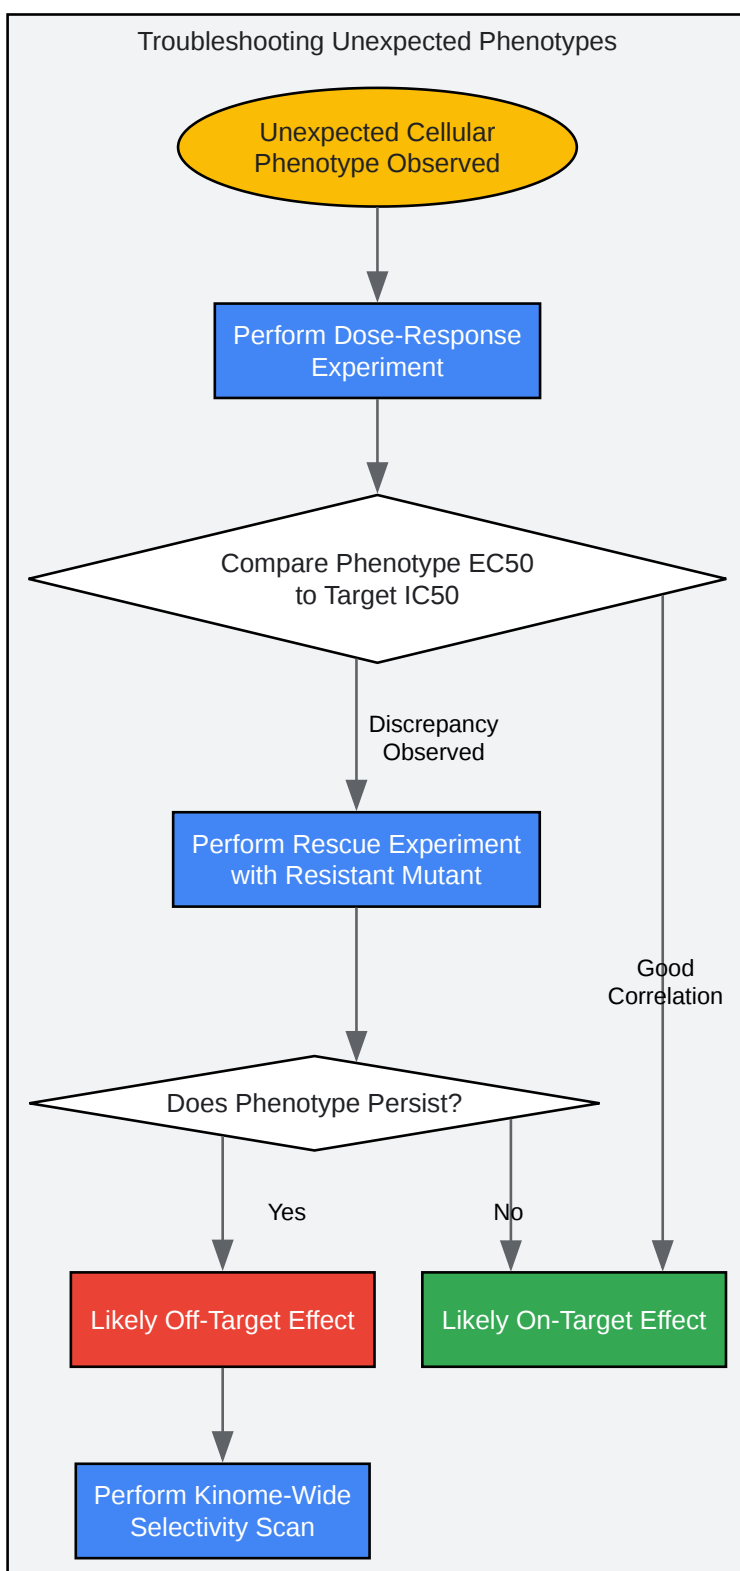 Troubleshooting Unexpected Phenotypes
Unexpected Cellular
Phenotype Observed
Perform Dose-Response
Experiment
Compare Phenotype EC50
to Target IC50
Discrepancy
Observed
Perform Rescue Experiment
with Resistant Mutant
Good
Correlation
Does Phenotype Persist?
Yes
No
Likely Off-Target Effect
Likely On-Target Effect
Perform Kinome-Wide
Selectivity Scan